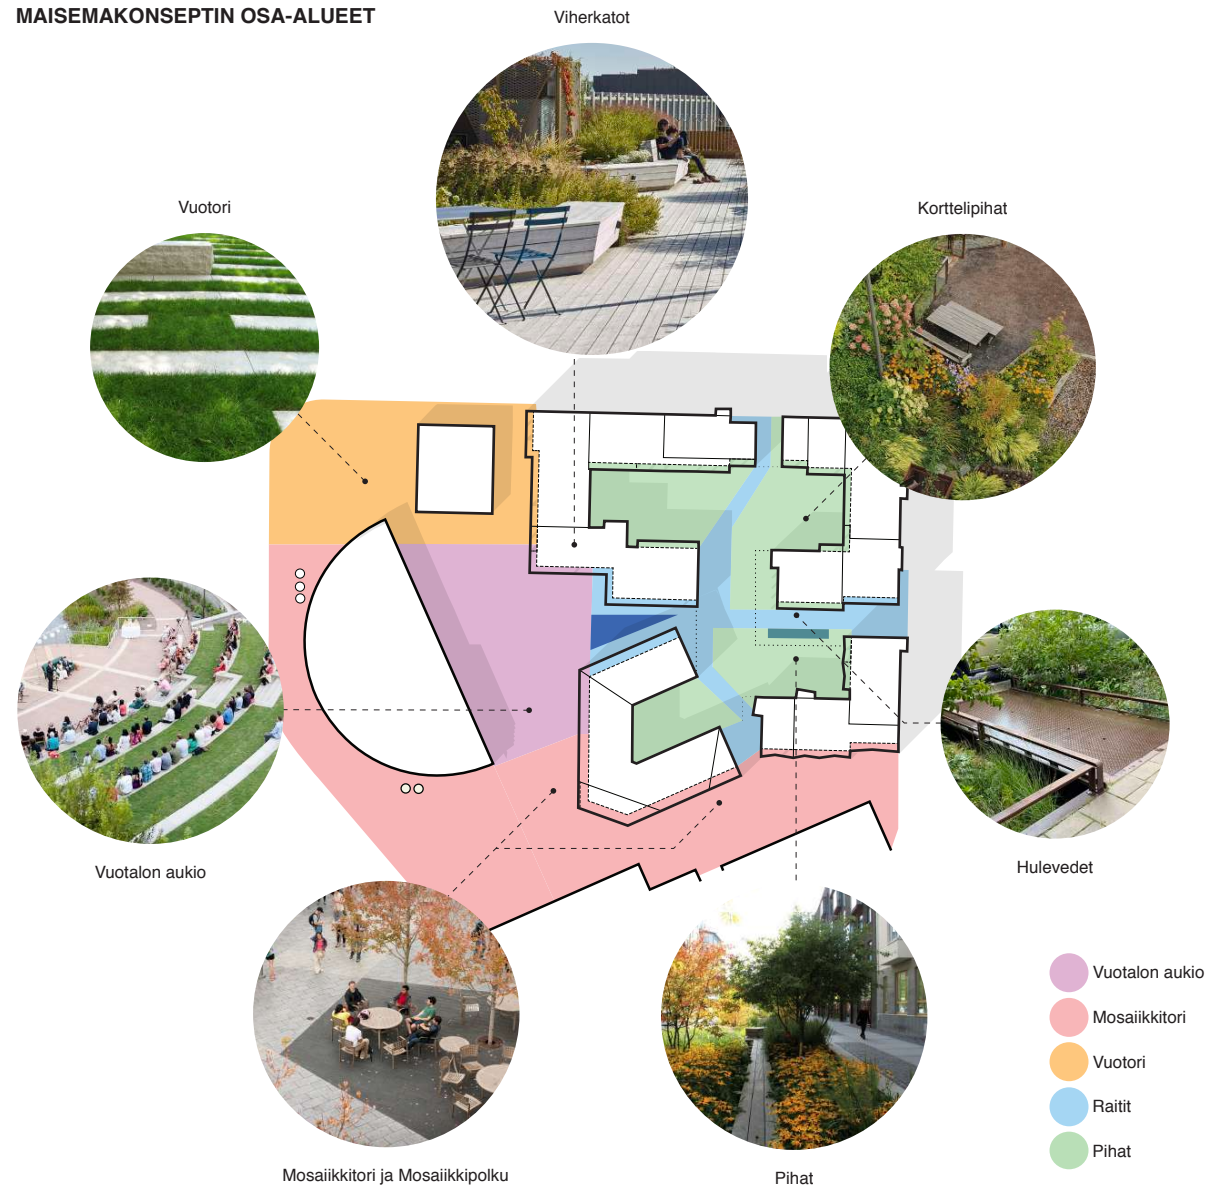 MAISEMAKONSEPTIN OSA-ALUEET
Viherkatot
Vuotori
Korttelipihat
Vuotalon aukio
Hulevedet
Mosaiikkitori ja Mosaiikkipolku
Pihat
Vuotalon aukio
Mosaiikkitori
Vuotori
Raitit
Pihat